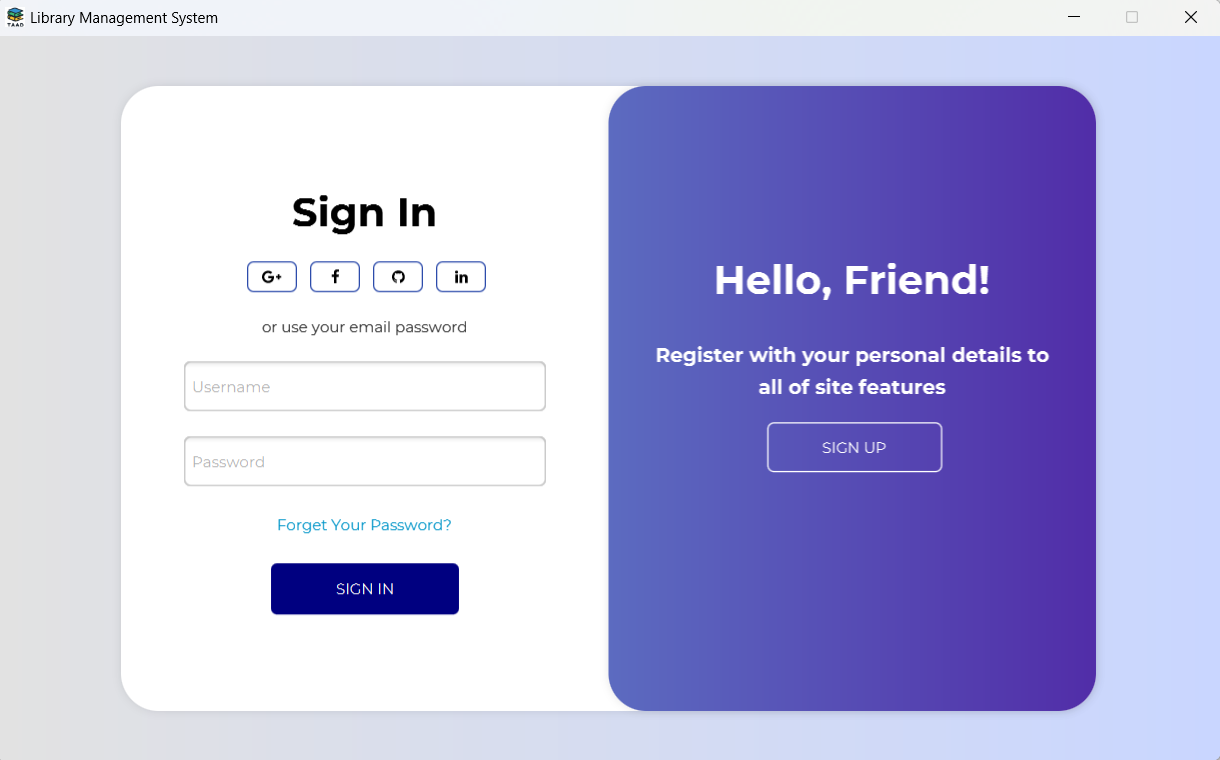 TAAD
Library Management System
Sign In
G+
f
in
or use your email password
Username
Password
Forget Your Password?
SIGN IN
Hello, Friend!
Register with your personal details to
all of site features
SIGN UP